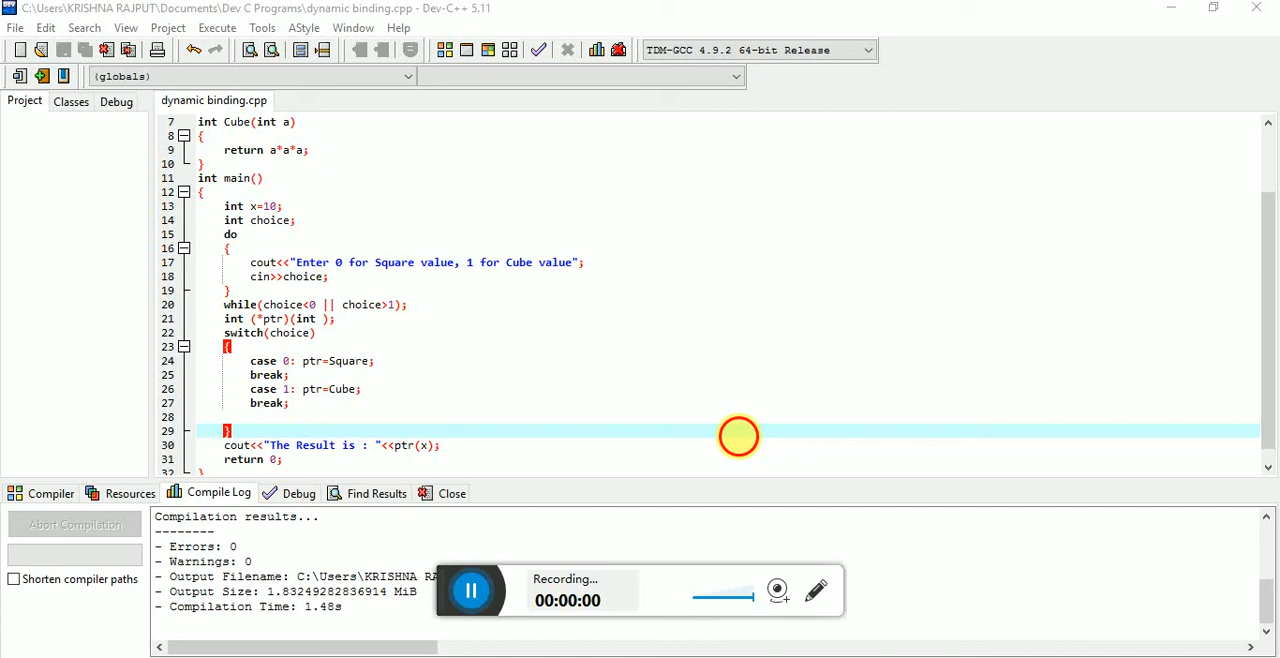 C:\Users\KRISHNA RAJPUT\Documents\Dev C Programs\dynamic binding.cpp - Dev-C++ 5.11
File Edit Search View Project Execute Tools AStyle Window Help
TDM-GCC 4.9.2 64-bit Release
(globals)
Project Classes Debug dynamic binding.cpp
7 int Cube(int a)
8 {
9 return a*a*a;
10 }
11 int main()
12 {
13 int x=10;
14 int choice;
15 do
16 {
17 cout<<"Enter 0 for Square value, 1 for Cube value";
18 cin>>choice;
19 }
20 while(choice<0 || choice>1);
21 int (*ptr)(int );
22 switch(choice)
23 {
24 case 0: ptr=Square;
25 break;
26 case 1: ptr=Cube;
27 break;
28
29 }
30 cout<<"The Result is : "<<ptr(x);
31 return 0;
32 }
Compiler Resources Compile Log Debug Find Results Close
Abort Compilation
Shorten compiler paths
Compilation results...
--------
- Errors: 0
- Warnings: 0
- Output Filename: C:\Users\KRISHNA RA
- Output Size: 1.83249282836914 MiB
- Compilation Time: 1.48s
Recording...
00:00:00